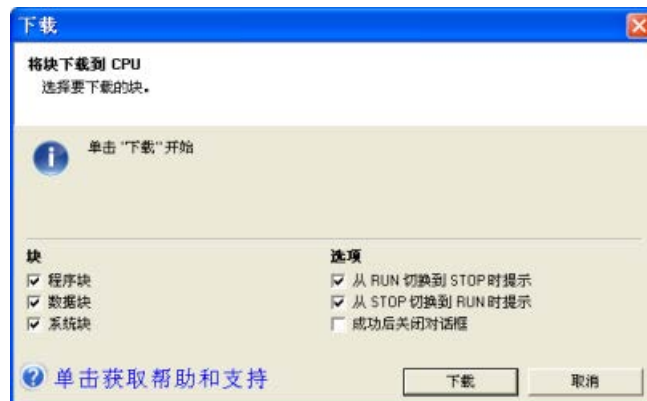 下载
将块下载到 CPU
选择要下载的块。
单击 "下载" 开始
块
程序块
数据块
系统块
选项
从 RUN 切换到 STOP 时提示
从 STOP 切换到 RUN 时提示
成功后关闭对话框
单击获取帮助和支持
下载
取消